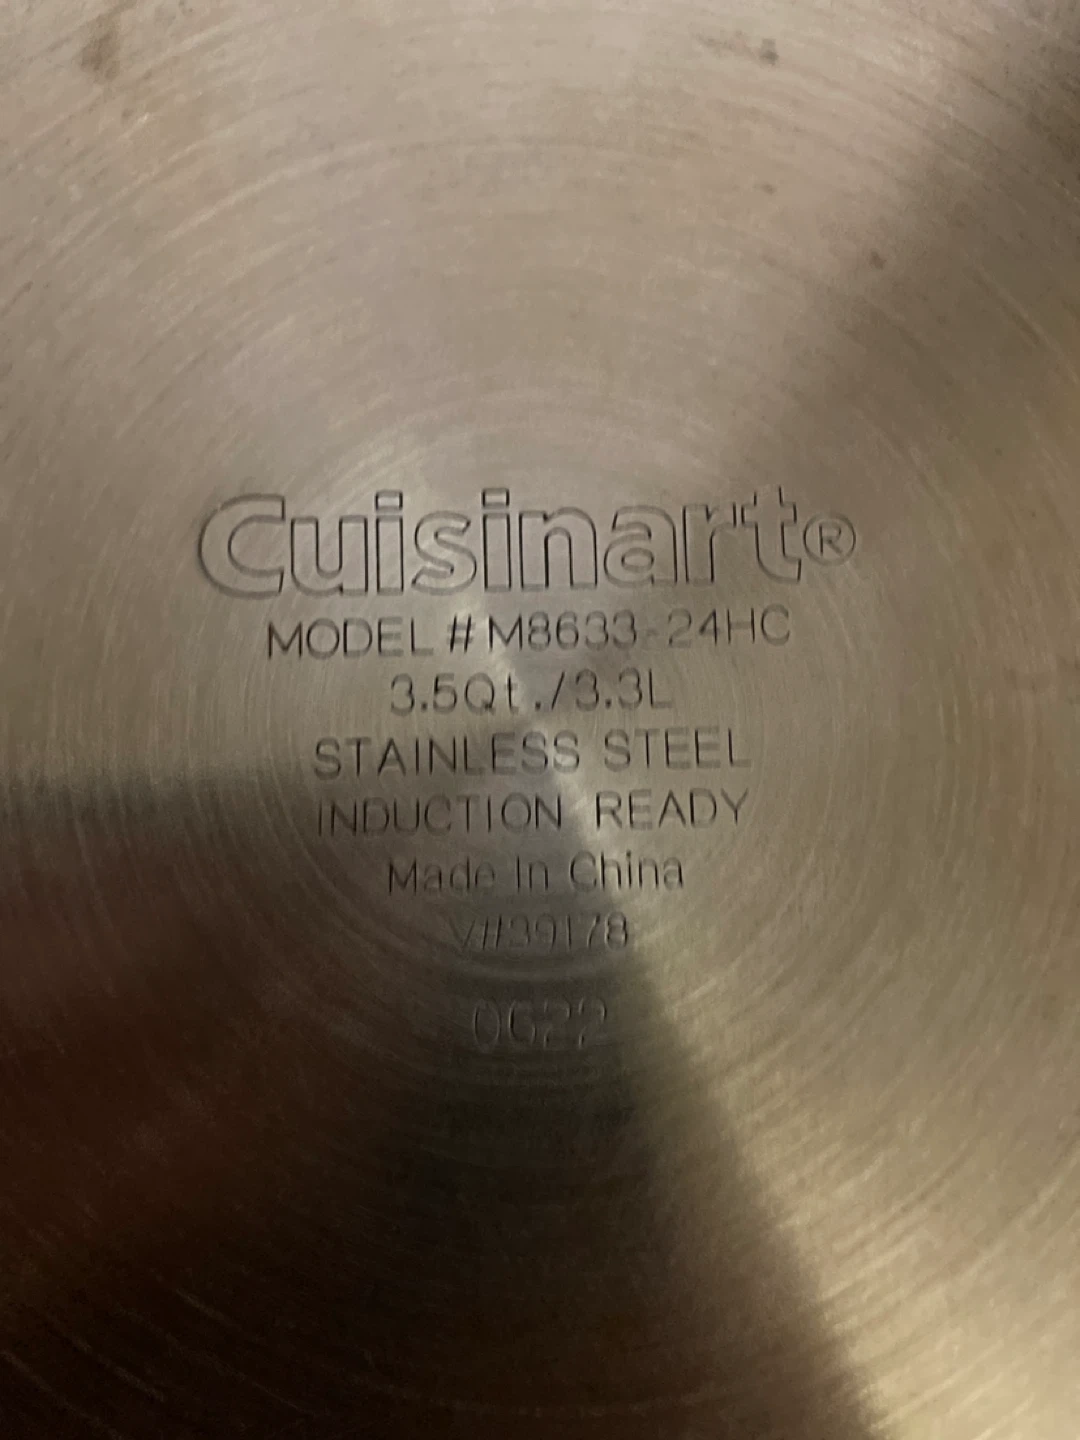 Cuisinart®
MODEL # M8633-24HC
3.5Qt./3.3L
STAINLESS STEEL
INDUCTION READY
Made In China
V#39178
0622